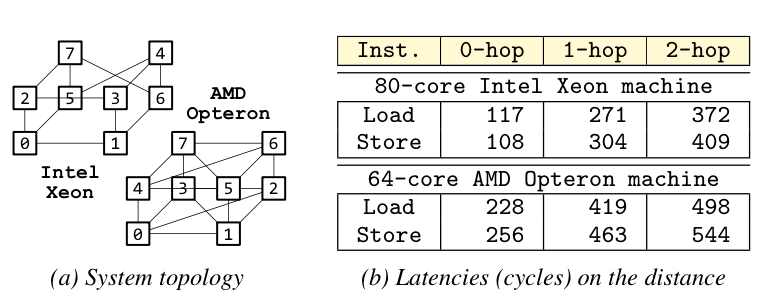 7 4
2 5 3 6
0 1
Intel
Xeon
AMD
Opteron
7 6
4 3 5 2
0 1
(a) System topology
Inst. 0-hop 1-hop 2-hop
80-core Intel Xeon machine
Load 117 271 372
Store 108 304 409
64-core AMD Opteron machine
Load 228 419 498
Store 256 463 544
(b) Latencies (cycles) on the distance